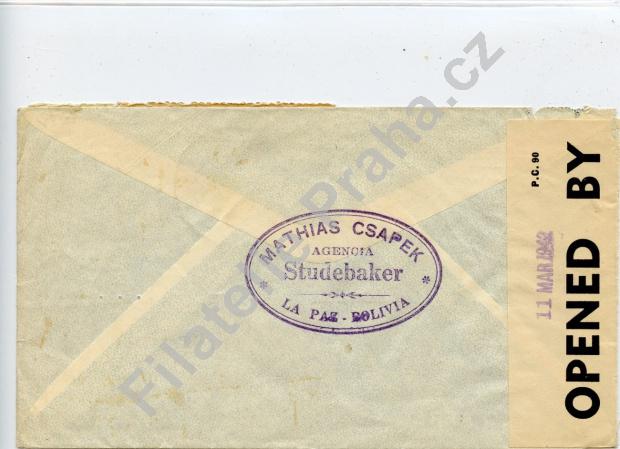 MATHIAS CSAPEK
AGENCIA
Studebaker
LA PAZ - BOLIVIA
P.C. 90
OPENED BY
11 MAR 1942
Filatelie-Praha.cz